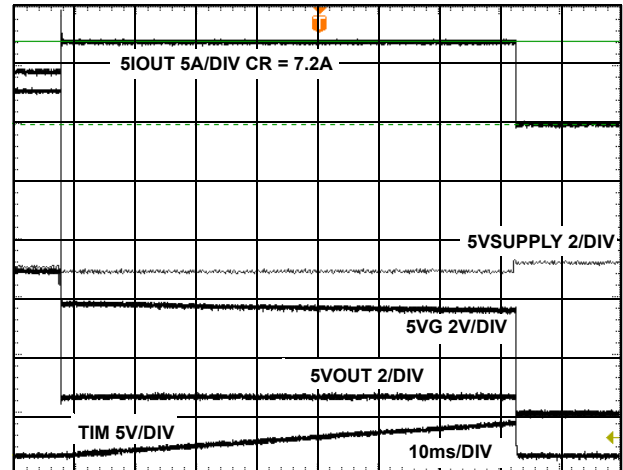 5IOUT 5A/DIV CR = 7.2A
5VSUPPLY 2/DIV
5VG 2V/DIV
5VOUT 2/DIV
TIM 5V/DIV
10ms/DIV